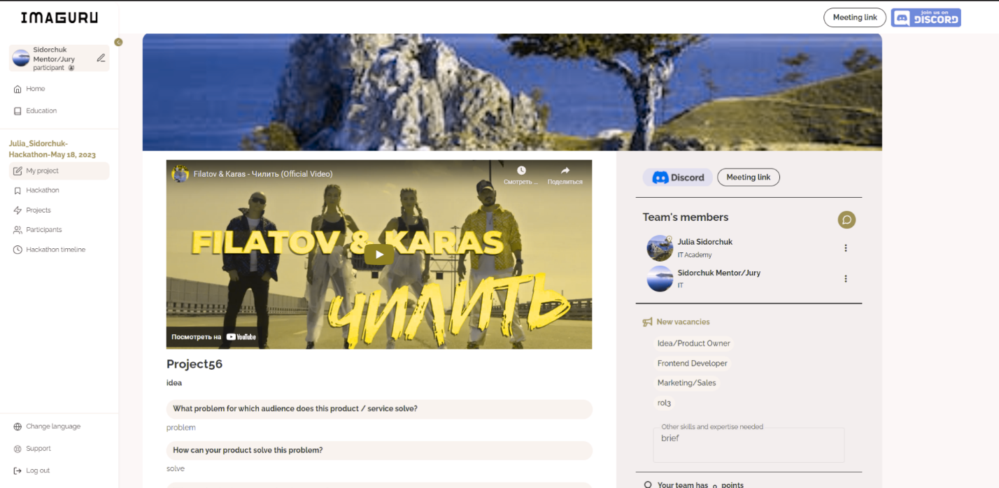 IMAGURU
Meeting link
join us on
DISCORD
Sidorchuk
Mentor/Jury
participant
Home
Education
Julia_Sidorchuk-
Hackathon-May 18, 2023
My project
Hackathon
Projects
Participants
Hackathon timeline
Change language
Support
Log out
Filatov & Karas - Чилить (Official Video)
Смотреть ...
Поделиться
FILATOV & KARAS
ЧИЛИТЬ
Посмотреть на YouTube
Project56
idea
What problem for which audience does this product / service solve?
problem
How can your product solve this problem?
solve
Discord
Meeting link
Team's members
Julia Sidorchuk
IT Academy
Sidorchuk Mentor/Jury
IT
New vacancies
Idea/Product Owner
Frontend Developer
Marketing/Sales
rol3
Other skills and expertise needed
brief
Your team has 0 points